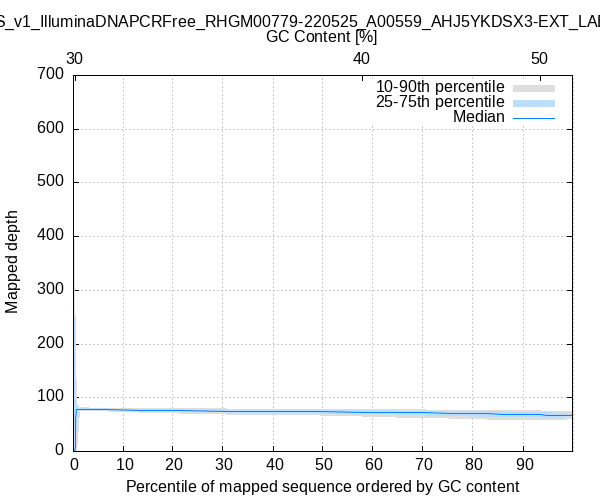 S_v1_IlluminaDNAPCRFree_RHGM00779-220525_A00559_AHJ5YKDSX3-EXT_LAB
GC Content [%]
30 40 50
700
600
500
400
300
200
100
0
Mapped depth
10-90th percentile
25-75th percentile
Median
0 10 20 30 40 50 60 70 80 90
Percentile of mapped sequence ordered by GC content